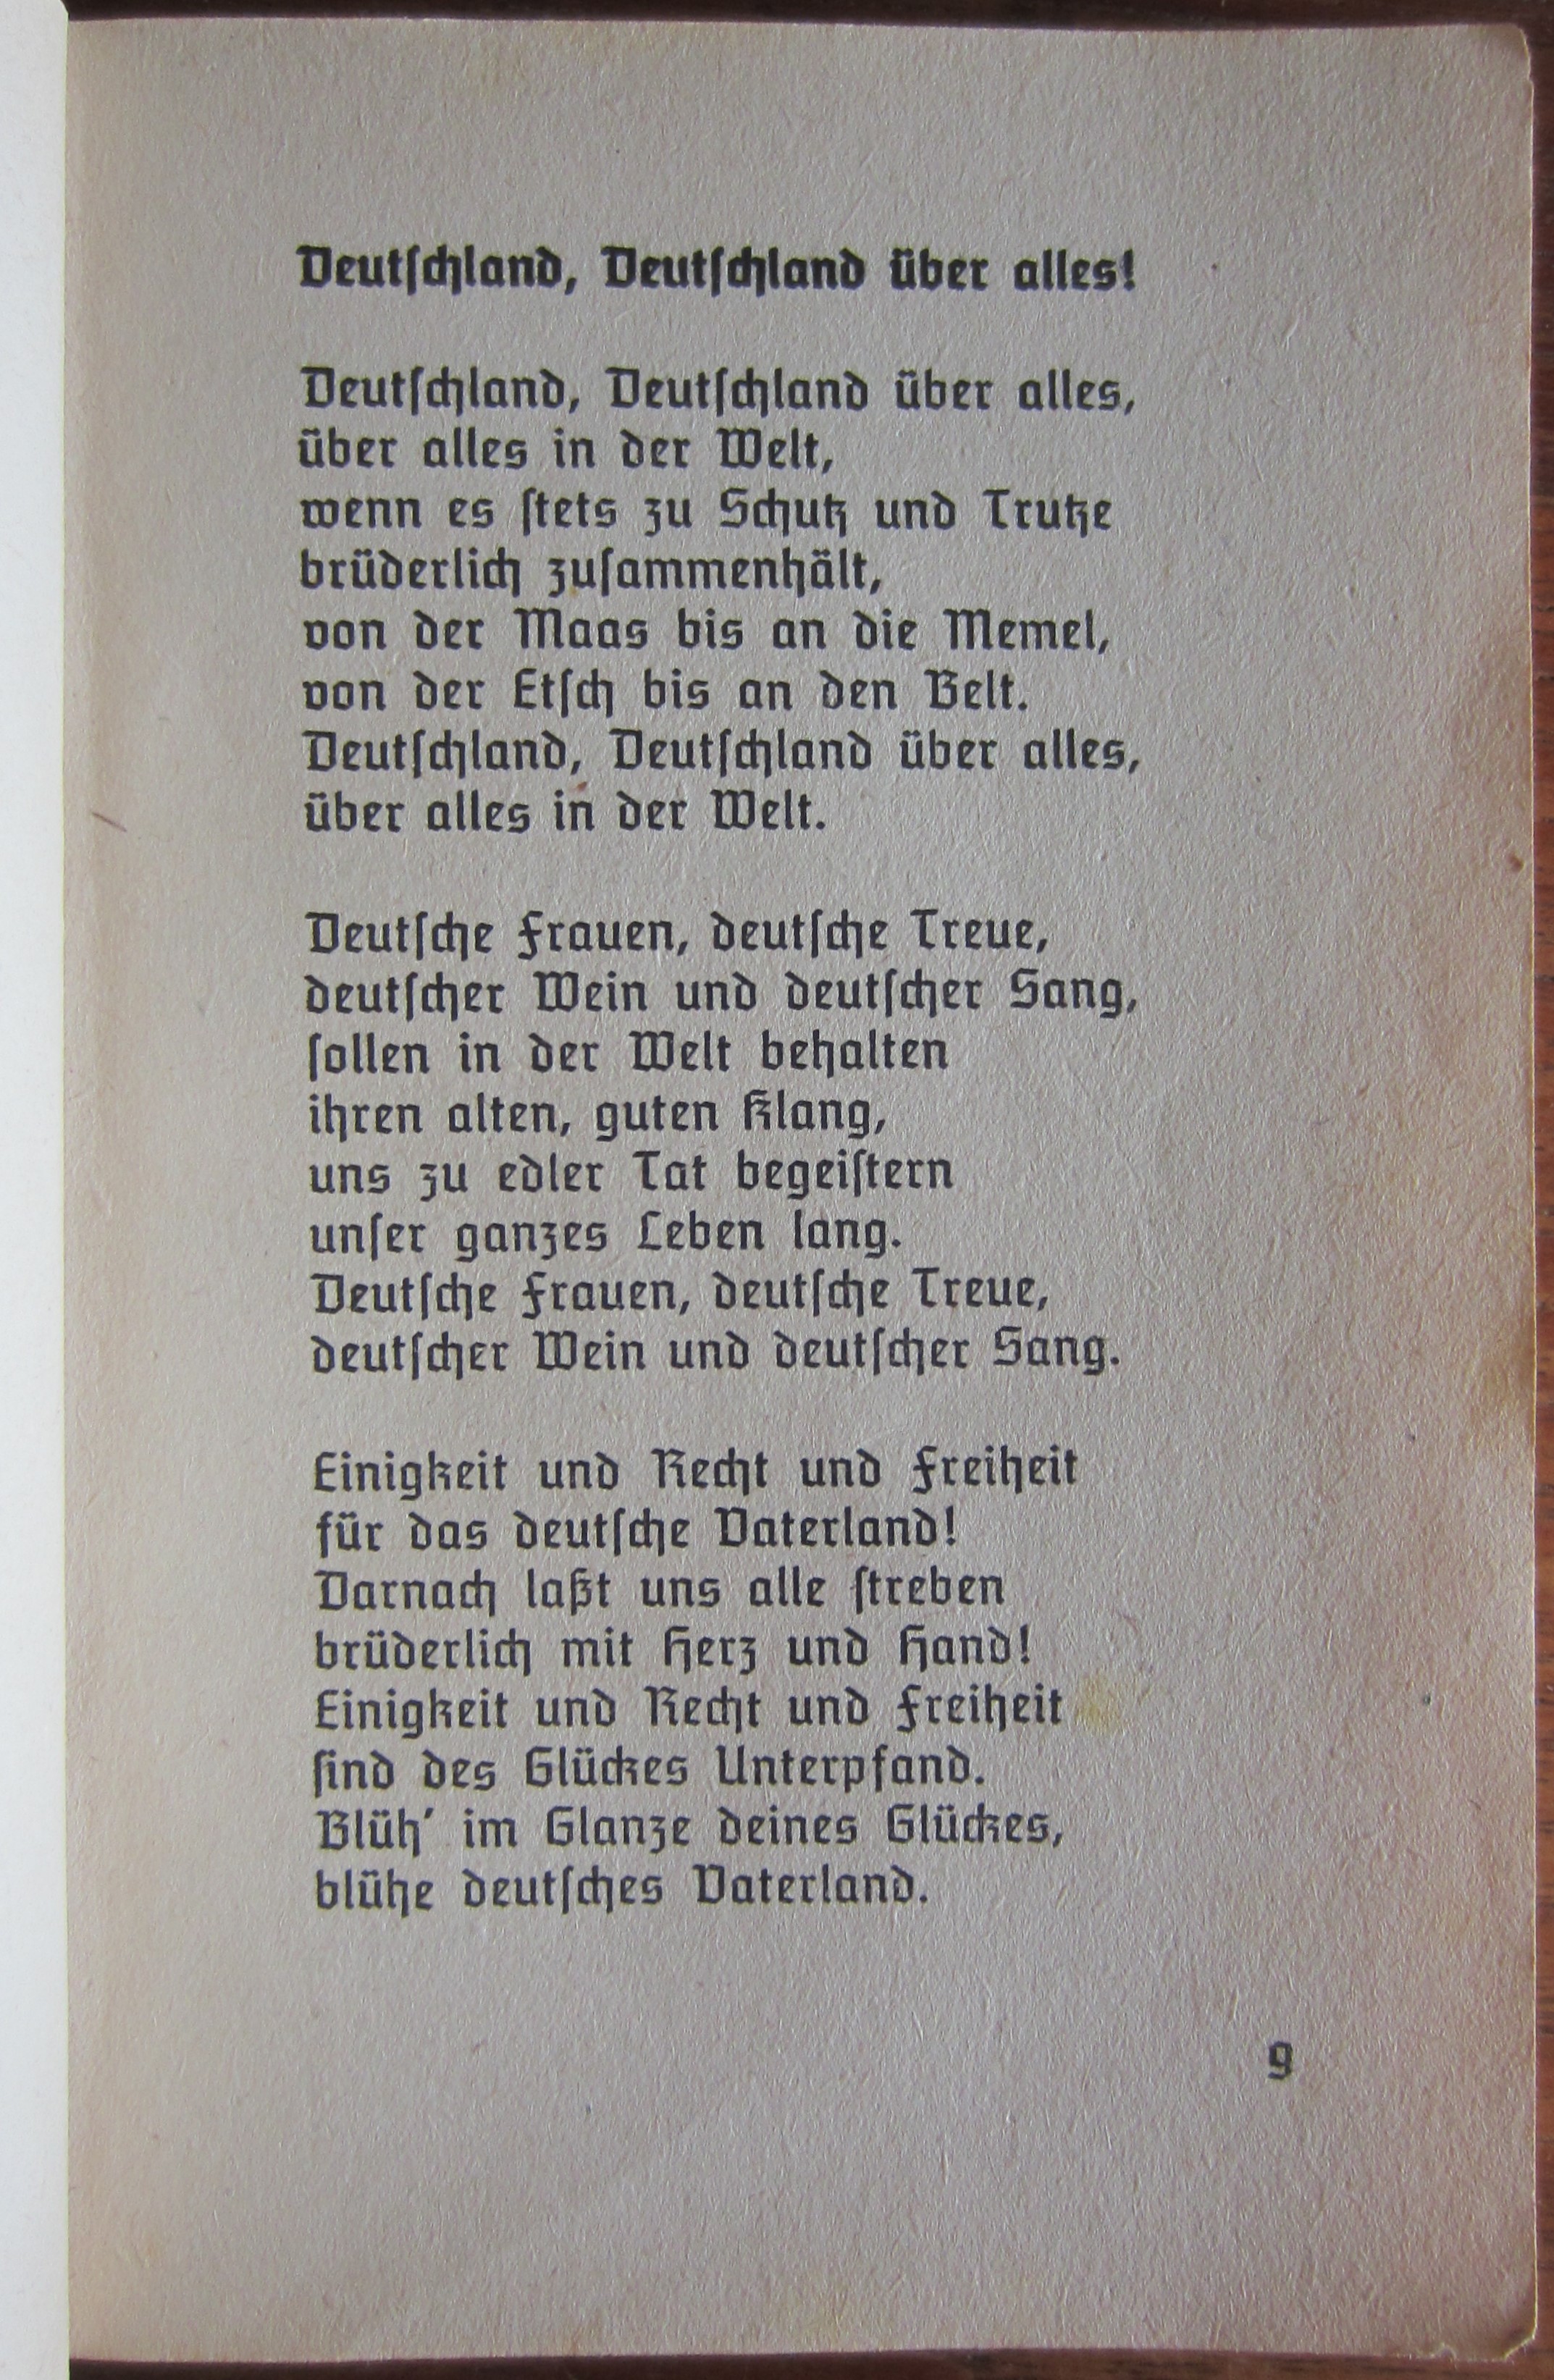 Deutſchland, Deutſchland über alles!
Deutſchland, Deutſchland über alles,
über alles in der Welt,
wenn es ſtets zu Schutz und Trutze
brüderlich zuſammenhält,
von der Maas bis an die Memel,
von der Etſch bis an den Belt.
Deutſchland, Deutſchland über alles,
über alles in der Welt.
Deutſche Frauen, deutſche Treue,
deutſcher Wein und deutſcher Sang,
ſollen in der Welt behalten
ihren alten, guten Klang,
uns zu edler Tat begeiſtern
unſer ganzes Leben lang.
Deutſche Frauen, deutſche Treue,
deutſcher Wein und deutſcher Sang.
Einigkeit und Recht und Freiheit
für das deutſche Vaterland!
Darnach laßt uns alle ſtreben
brüderlich mit Herz und Hand!
Einigkeit und Recht und Freiheit
ſind des Glückes Unterpfand.
Blüh’ im Glanze deines Glückes,
blühe deutſches Vaterland.
9